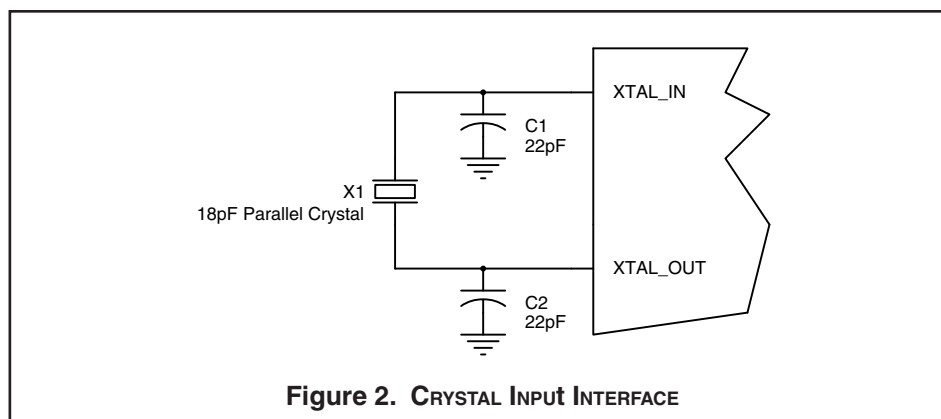 XTAL_IN
C1
22pF
X1
18pF Parallel Crystal
XTAL_OUT
C2
22pF
Figure 2. CRYSTAL INPUt INTERFACE